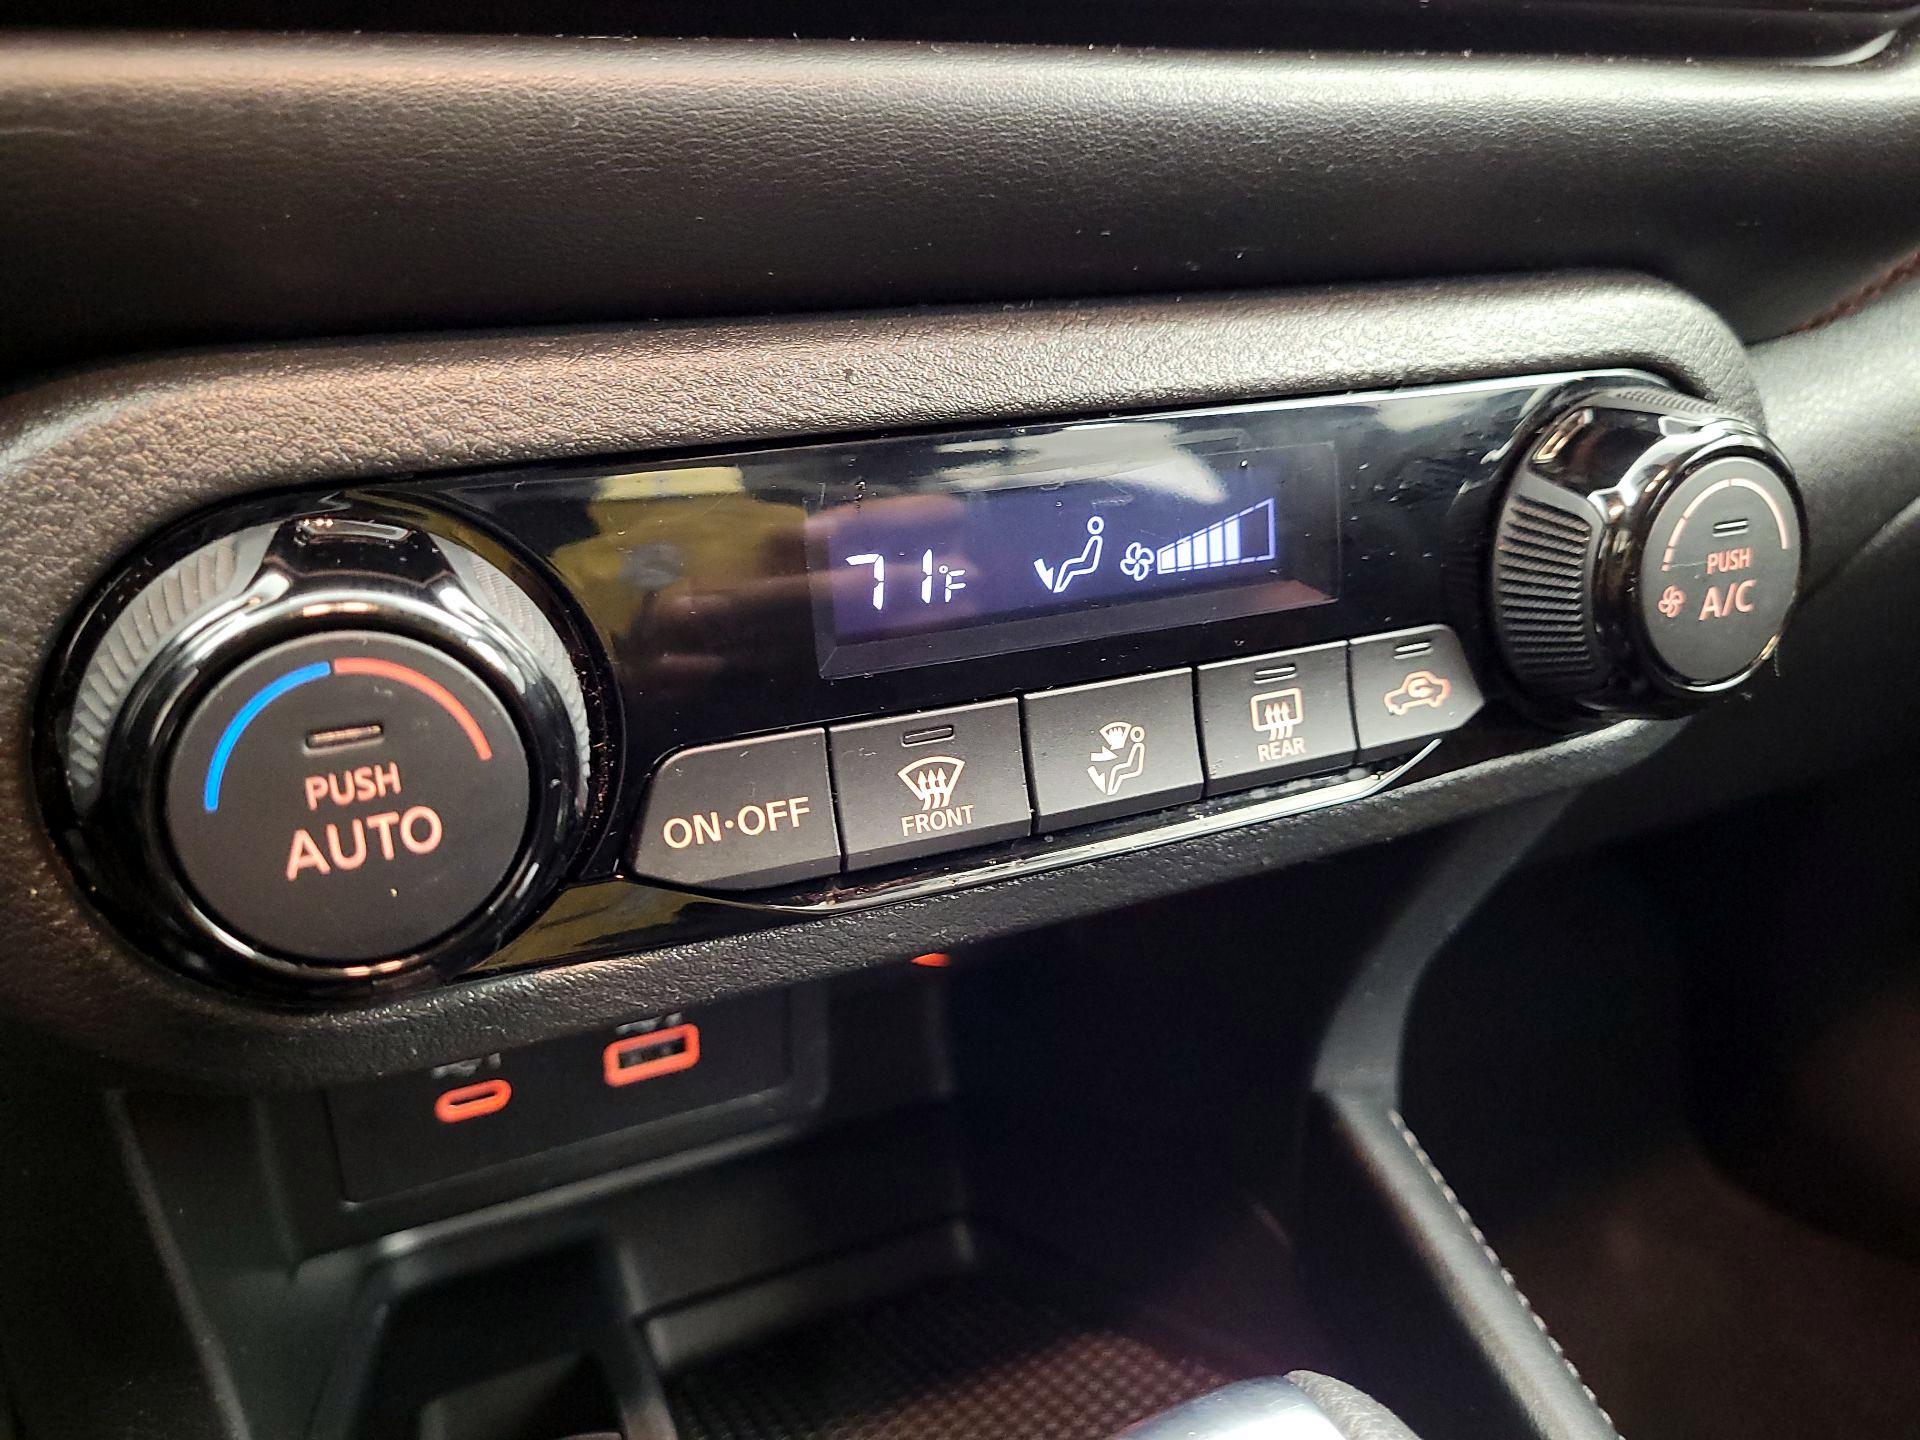 71°F
PUSH
A/C
PUSH
AUTO
ON·OFF
FRONT
REAR